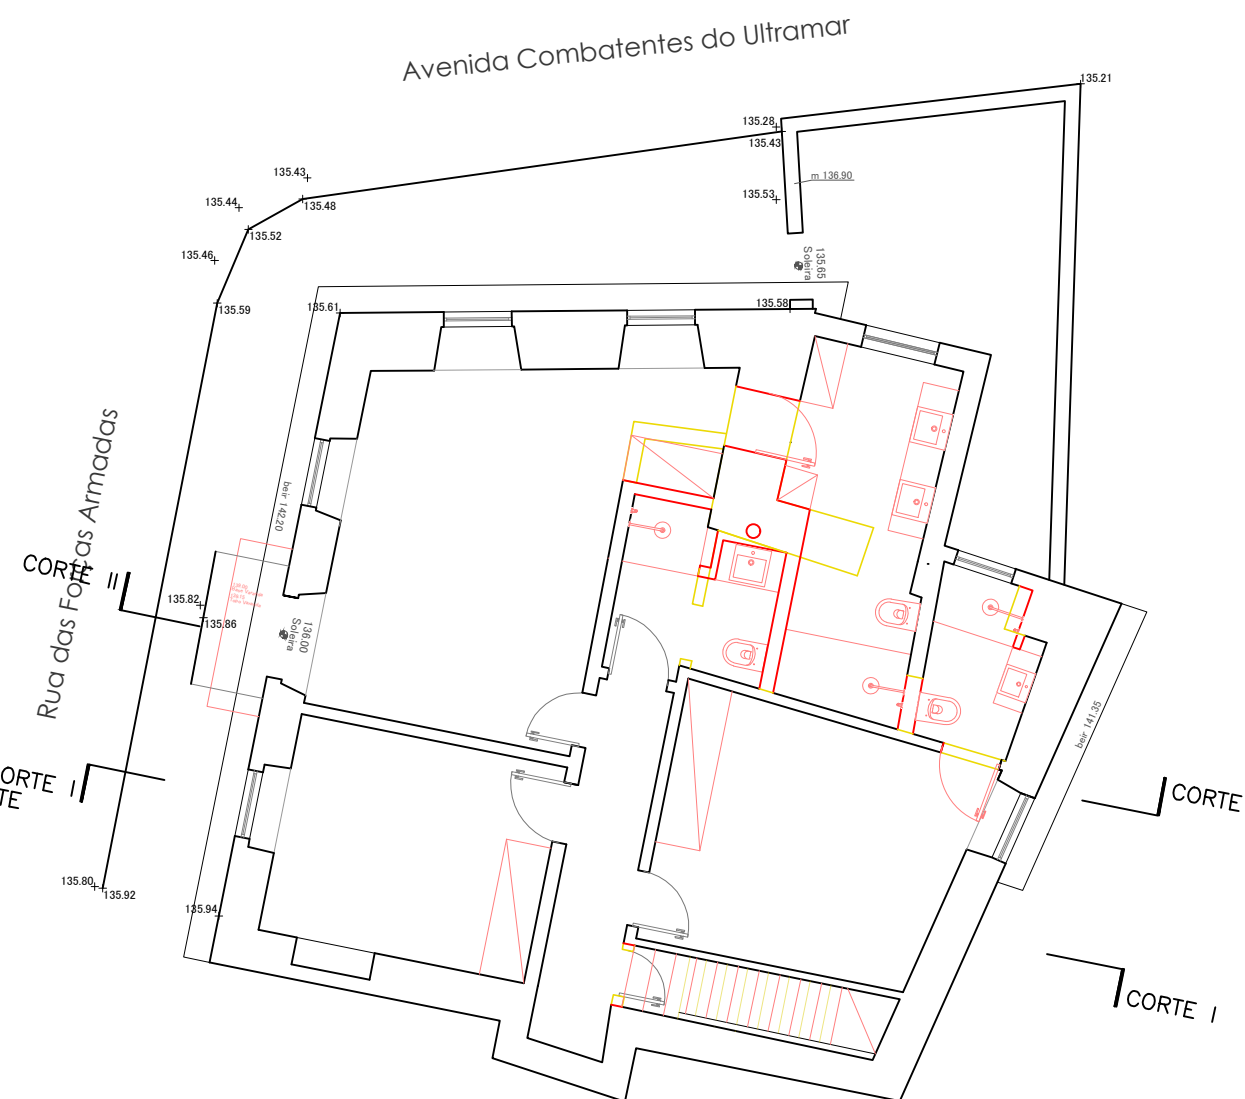 Avenida Combatentes do Ultramar
135.21
135.28
135.43
m 136.90
135.43
135.53
135.44
135.48
135.52
135.46
135.65
Soleira
135.59
135.61
135.58
Rua das Forças Armadas
beir 142.20
CORTE II
135.82
135.86
136.00
Soleira
beir 141.35
ORTE I
TE
CORTE
135.80
135.92
135.94
CORTE I